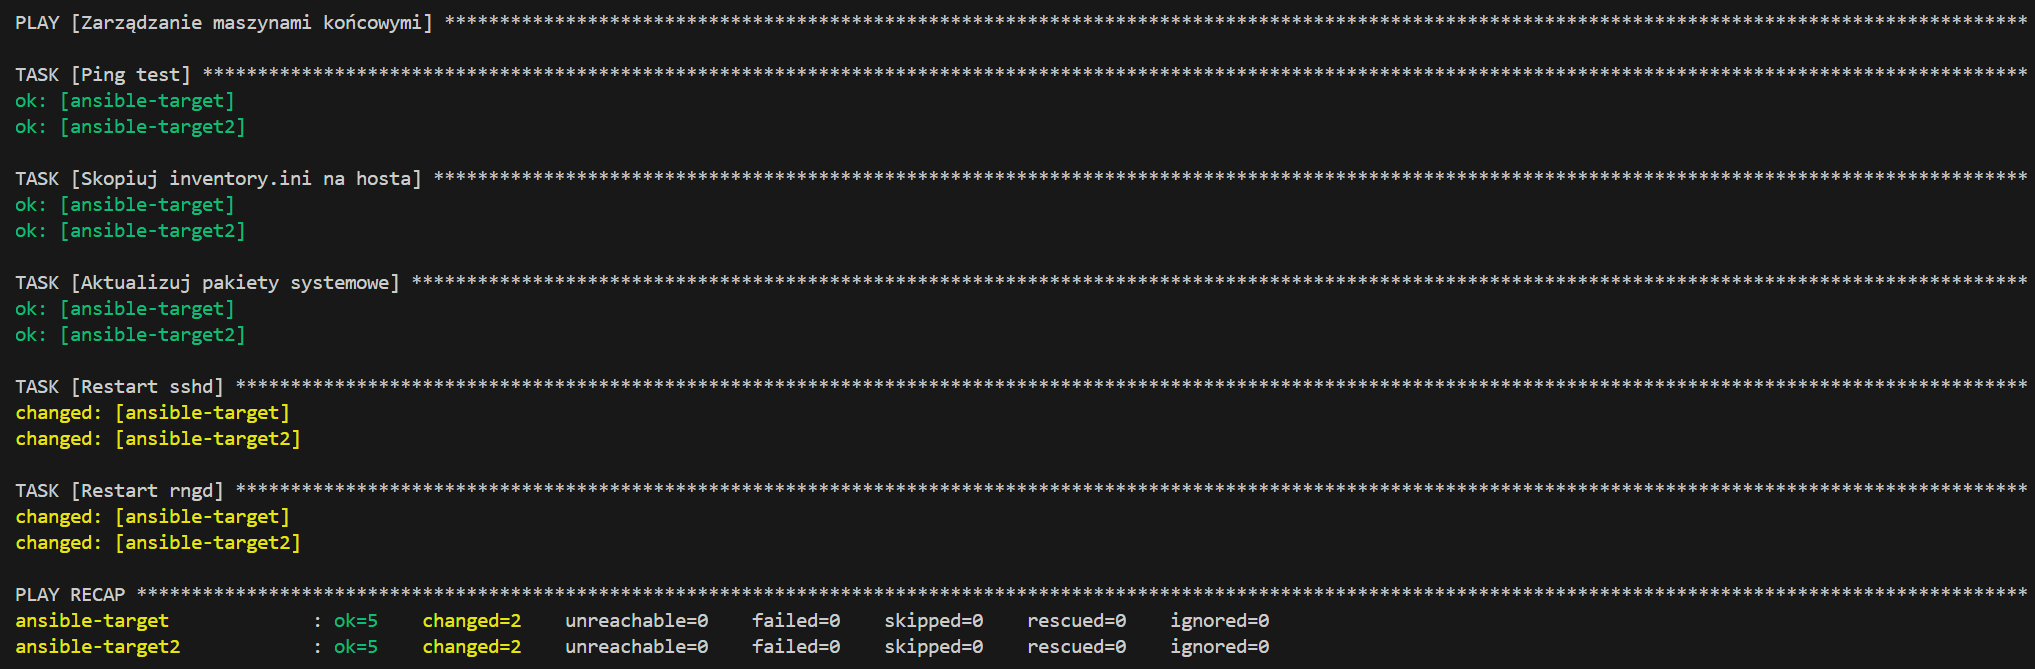 PLAY [Zarządzanie maszynami końcowymi] ************************************************************************************************************************************************
TASK [Ping test] **********************************************************************************************************************************************************************
ok: [ansible-target]
ok: [ansible-target2]
TASK [Skopiuj inventory.ini na hosta] *************************************************************************************************************************************************
ok: [ansible-target]
ok: [ansible-target2]
TASK [Aktualizuj pakiety systemowe] ***************************************************************************************************************************************************
ok: [ansible-target]
ok: [ansible-target2]
TASK [Restart sshd] *******************************************************************************************************************************************************************
changed: [ansible-target]
changed: [ansible-target2]
TASK [Restart rngd] *******************************************************************************************************************************************************************
changed: [ansible-target]
changed: [ansible-target2]
PLAY RECAP ****************************************************************************************************************************************************************************
ansible-target             : ok=5    changed=2    unreachable=0    failed=0    skipped=0    rescued=0    ignored=0
ansible-target2            : ok=5    changed=2    unreachable=0    failed=0    skipped=0    rescued=0    ignored=0